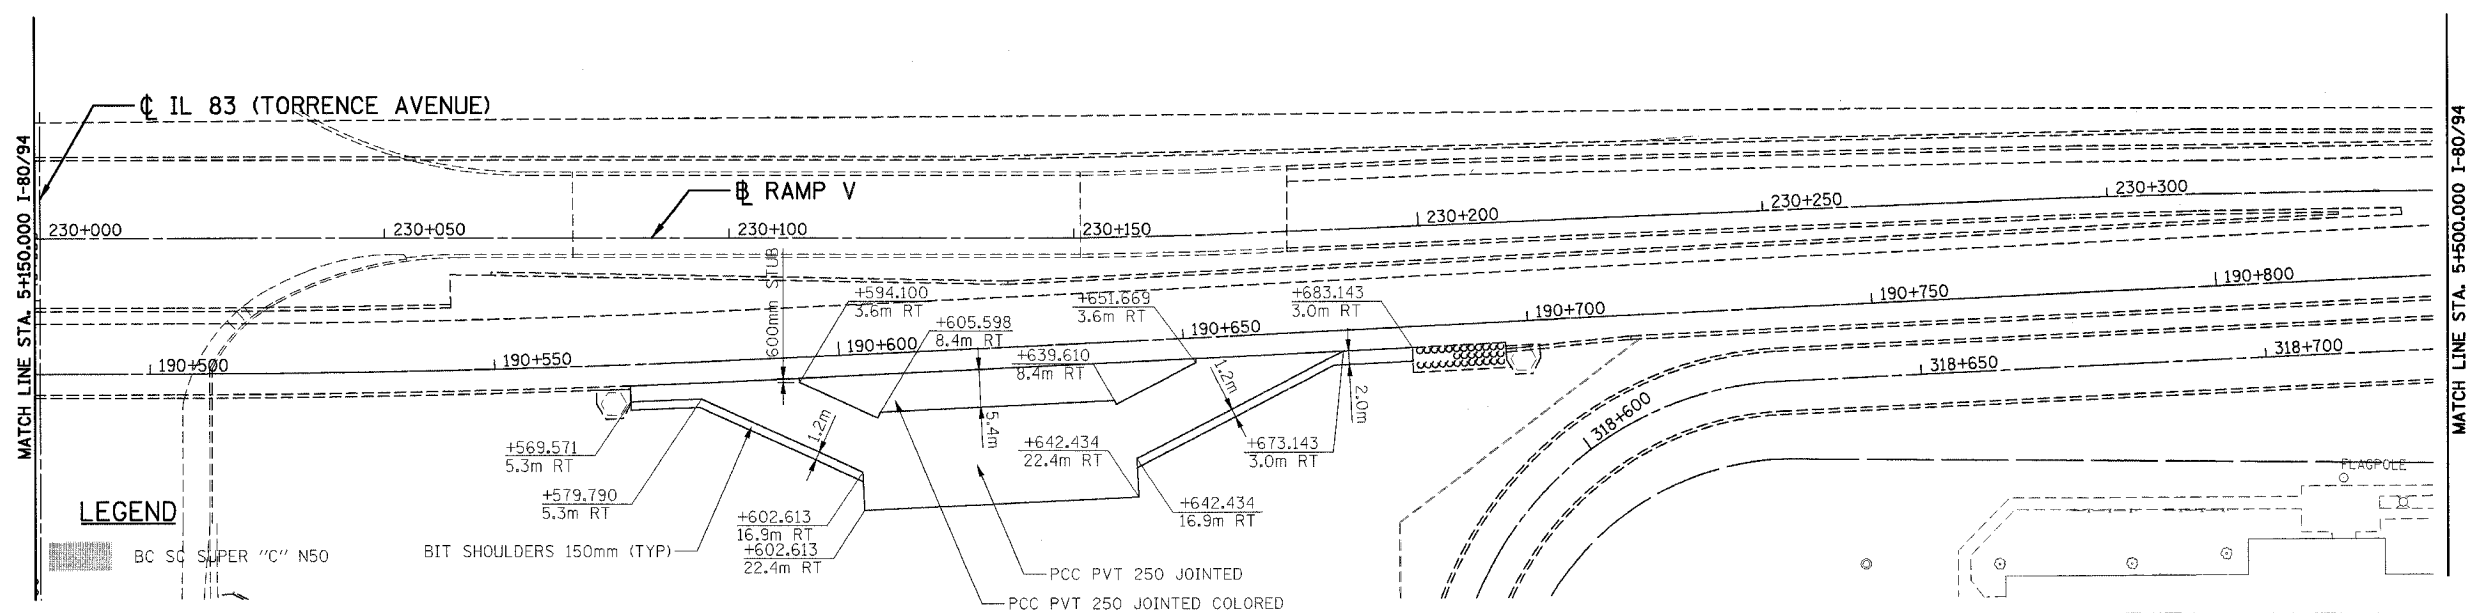 MATCH LINE STA. 5+150.000 I-80/94
℄ IL 83 (TORRENCE AVENUE)
B̲L RAMP V
230+000
230+050
230+100
230+150
230+200
230+250
230+300
190+500
190+550
190+600
190+650
190+700
190+750
190+800
318+600
318+650
318+700
600mm STUB
+594.100
3.6m RT
+605.598
8.4m RT
+651.669
3.6m RT
+639.610
8.4m RT
+683.143
3.0m RT
1.2m
5.4m
1.2m
2.0m
+569.571
5.3m RT
+579.790
5.3m RT
+602.613
16.9m RT
+602.613
22.4m RT
+642.434
22.4m RT
+642.434
16.9m RT
+673.143
3.0m RT
FLAGPOLE
LEGEND
BC SC SUPER "C" N50
BIT SHOULDERS 150mm (TYP)
PCC PVT 250 JOINTED
PCC PVT 250 JOINTED COLORED
MATCH LINE STA. 5+500.000 I-80/94